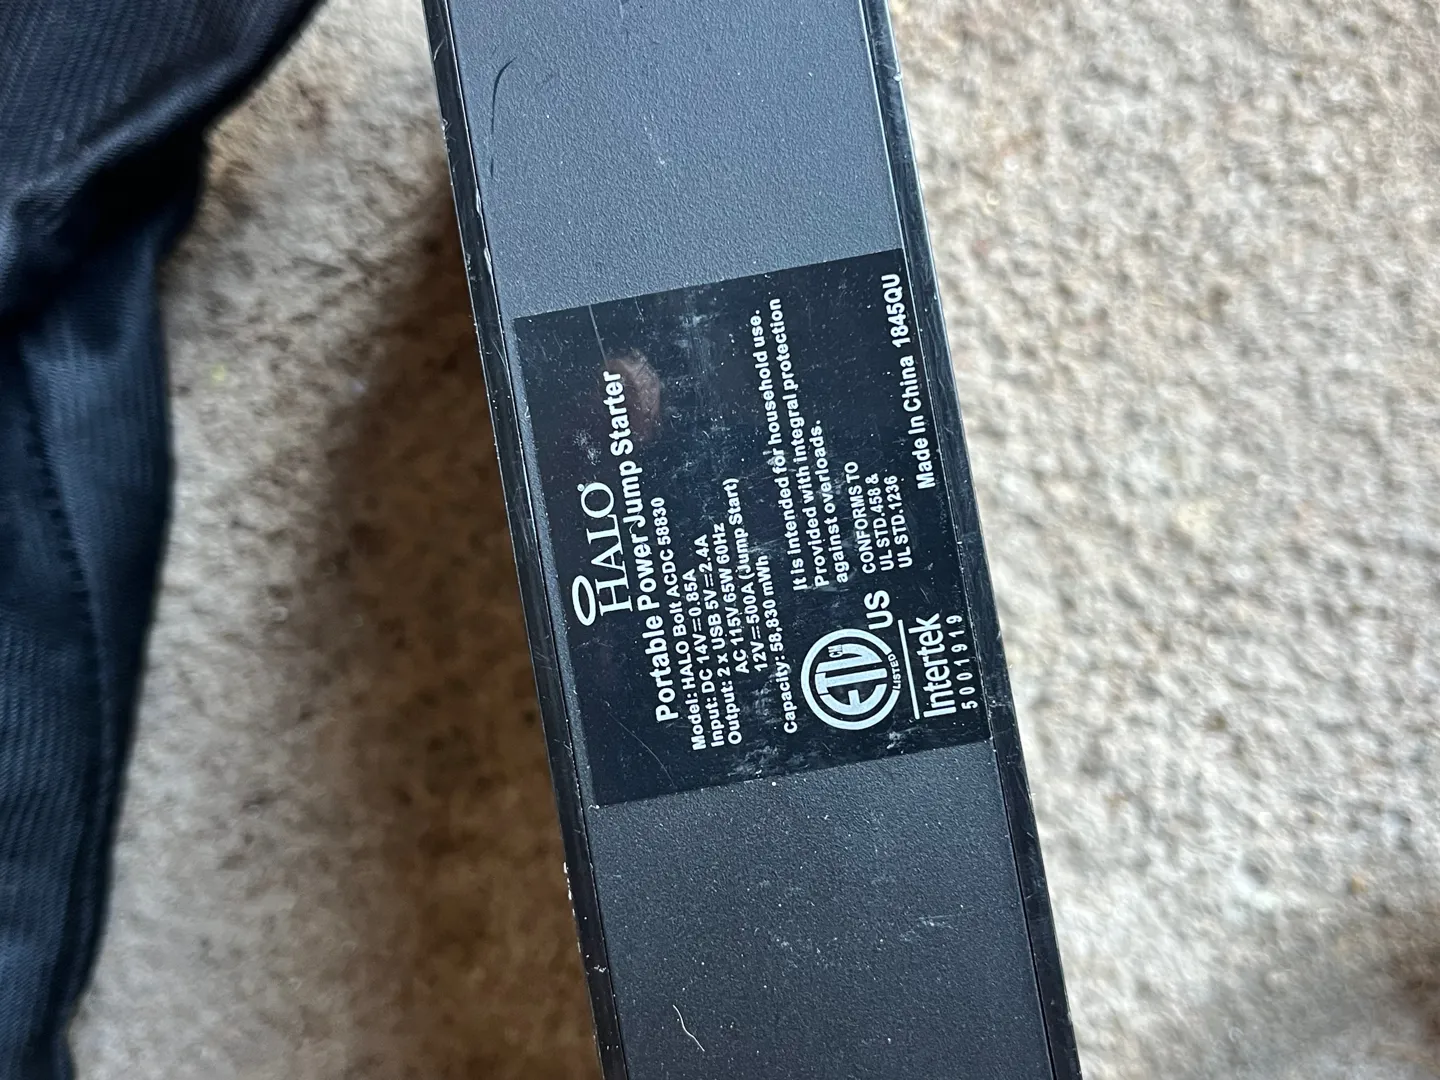 HALO
Portable Power Jump Starter
Model: HALO Bolt ACDC 58830
Input: DC 14V⎓0.85A
Output: 2 x USB 5V⎓2.4A
AC 115V 65W 60Hz
12V⎓500A (Jump Start)
Capacity: 58,830 mWh
It is intended for household use.
Provided with integral protection
against overloads.
ETL
CM
LISTED
US
CONFORMS TO
UL STD.458 &
UL STD.1236
Intertek
5001919
Made In China 1845QU